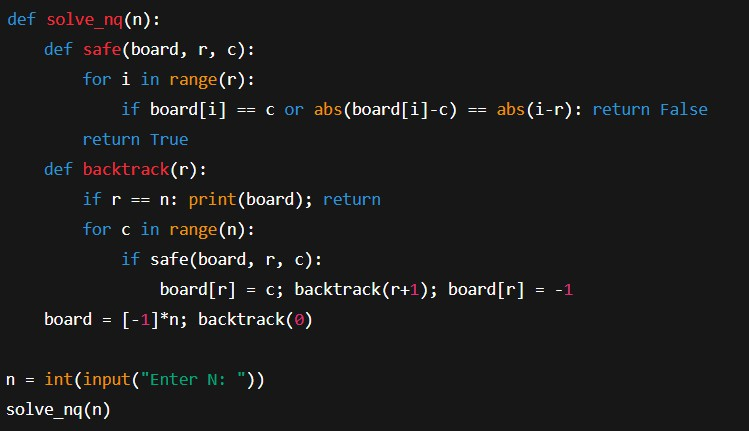 def solve_nq(n):
    def safe(board, r, c):
        for i in range(r):
            if board[i] == c or abs(board[i]-c) == abs(i-r): return False
        return True
    def backtrack(r):
        if r == n: print(board); return
        for c in range(n):
            if safe(board, r, c):
                board[r] = c; backtrack(r+1); board[r] = -1
    board = [-1]*n; backtrack(0)

n = int(input("Enter N: "))
solve_nq(n)